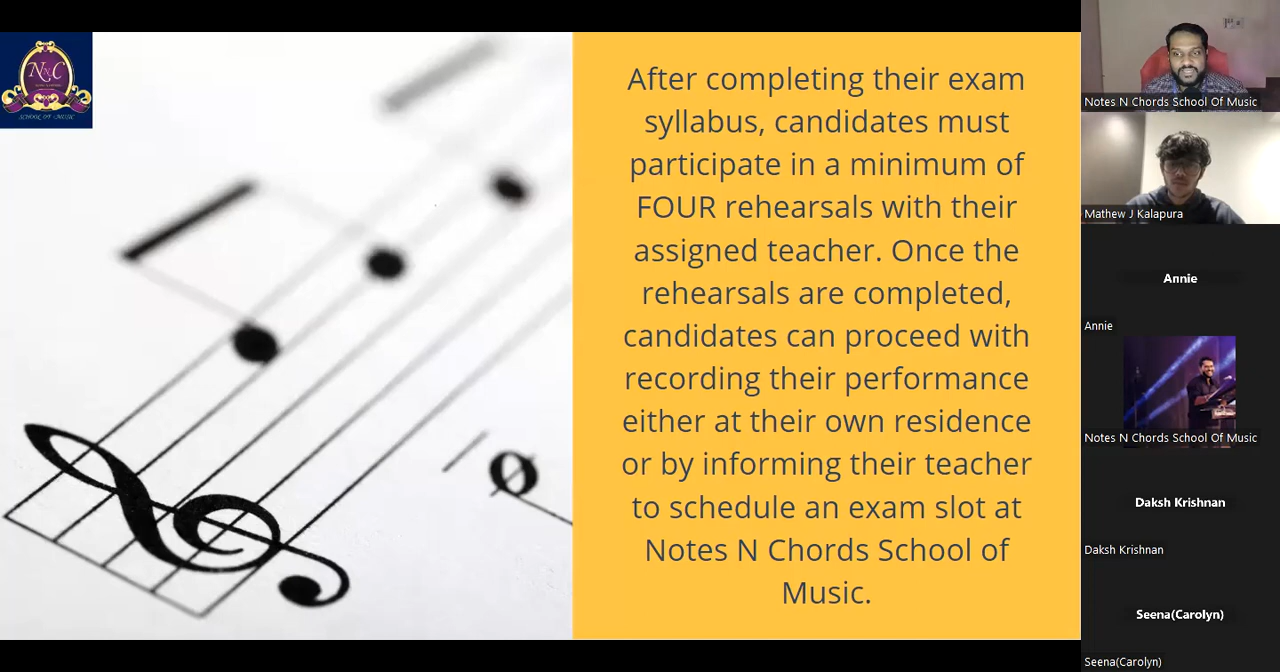 N&C
SCHOOL OF MUSIC
After completing their exam
syllabus, candidates must
participate in a minimum of
FOUR rehearsals with their
assigned teacher. Once the
rehearsals are completed,
candidates can proceed with
recording their performance
either at their own residence
or by informing their teacher
to schedule an exam slot at
Notes N Chords School of
Music.
Notes N Chords School Of Music
Mathew J Kalapura
Annie
Annie
Notes N Chords School Of Music
Daksh Krishnan
Daksh Krishnan
Seena(Carolyn)
Seena(Carolyn)